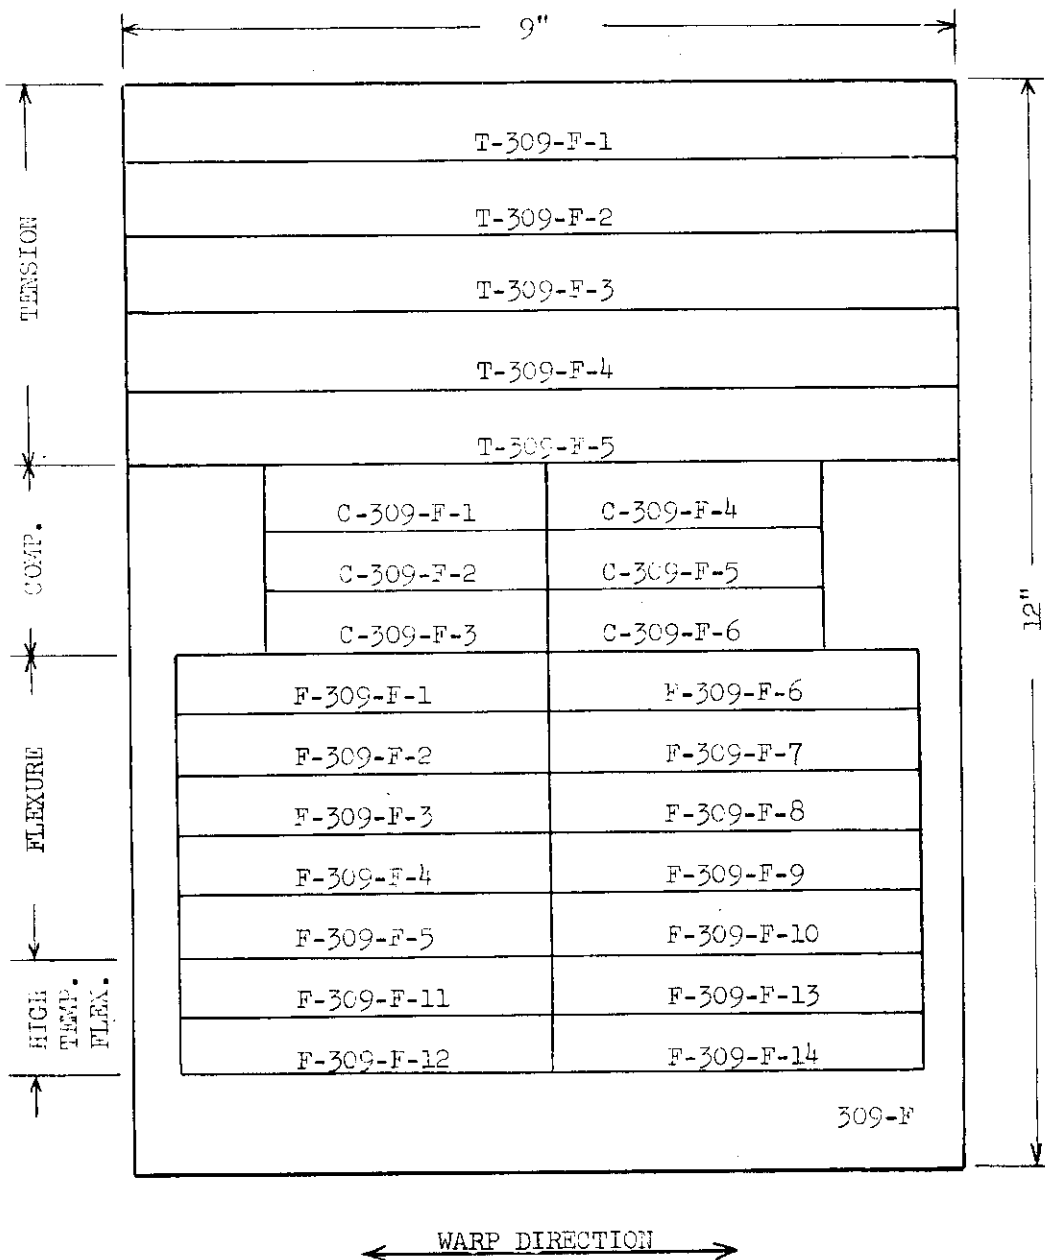 9"
T-309-F-1
T-309-F-2
T-309-F-3
T-309-F-4
T-309-F-5
TENSION
C-309-F-1 C-309-F-4
C-309-F-2 C-309-F-5
C-309-F-3 C-309-F-6
COMP.
12"
F-309-F-1 F-309-F-6
F-309-F-2 F-309-F-7
F-309-F-3 F-309-F-8
F-309-F-4 F-309-F-9
F-309-F-5 F-309-F-10
FLEXURE
F-309-F-11 F-309-F-13
F-309-F-12 F-309-F-14
HIGH
TEMP.
FLEX.
309-F
WARP DIRECTION